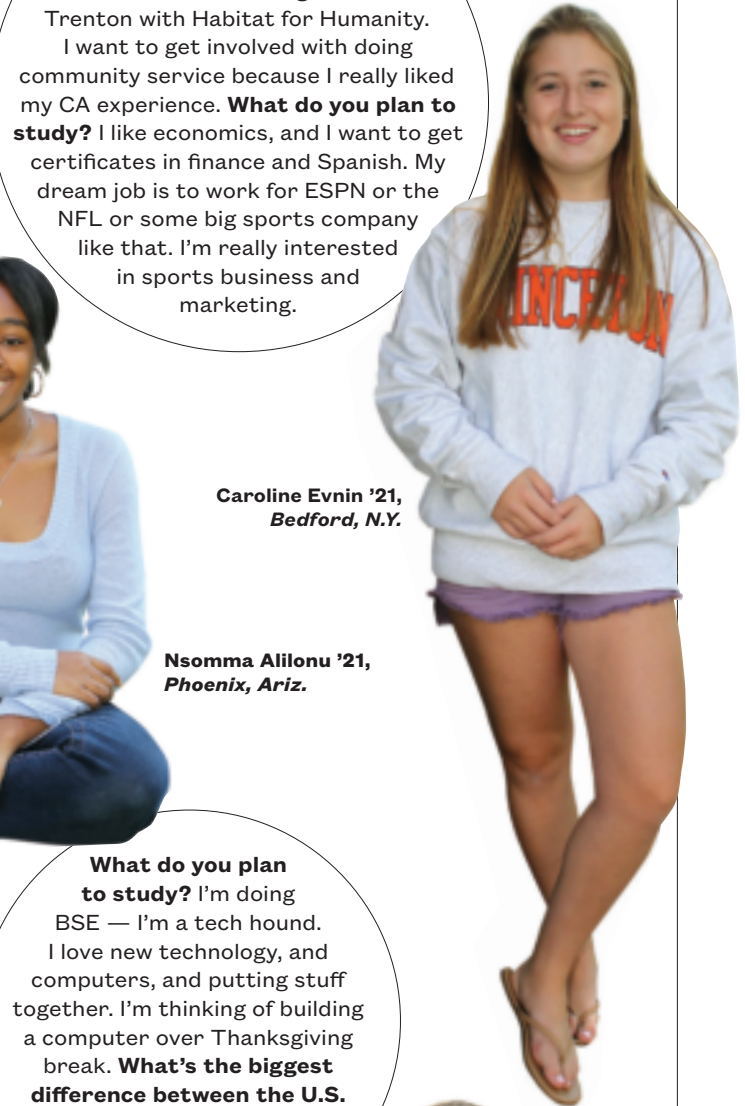 Trenton with Habitat for Humanity.
I want to get involved with doing
community service because I really liked
my CA experience. What do you plan to
study? I like economics, and I want to get
certificates in finance and Spanish. My
dream job is to work for ESPN or the
NFL or some big sports company
like that. I’m really interested
in sports business and
marketing.
PRINCETON
Caroline Evnin ’21,
Bedford, N.Y.
Nsomma Alilonu ’21,
Phoenix, Ariz.
What do you plan
to study? I’m doing
BSE — I’m a tech hound.
I love new technology, and
computers, and putting stuff
together. I’m thinking of building
a computer over Thanksgiving
break. What’s the biggest
difference between the U.S.